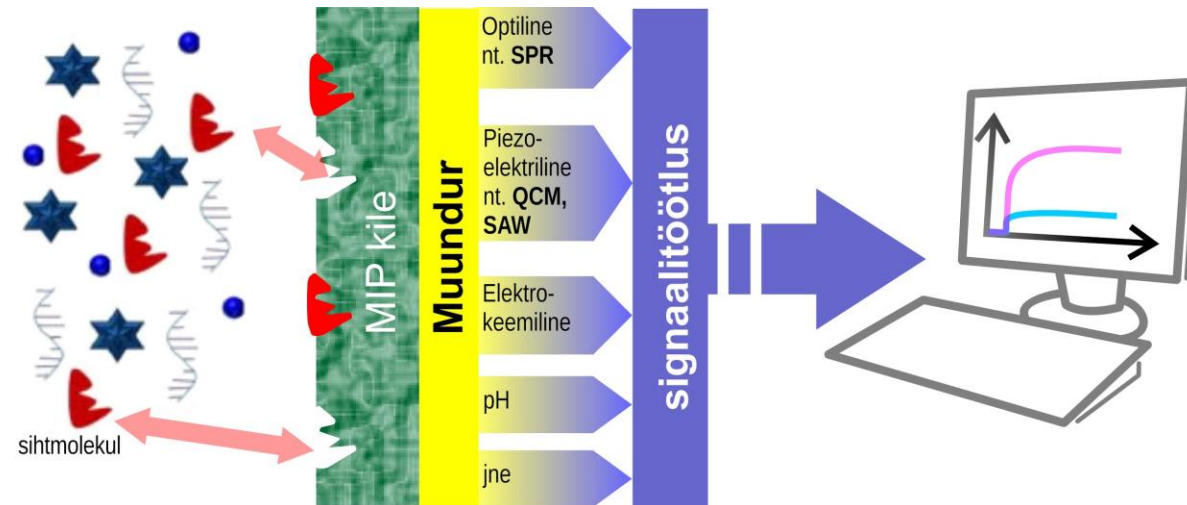 sihtmolekul
MIP kile
Muundur
Optiline
nt. SPR
Piezo-
elektriline
nt. QCM,
SAW
Elektro-
keemiline
pH
jne
signaalitöötlus